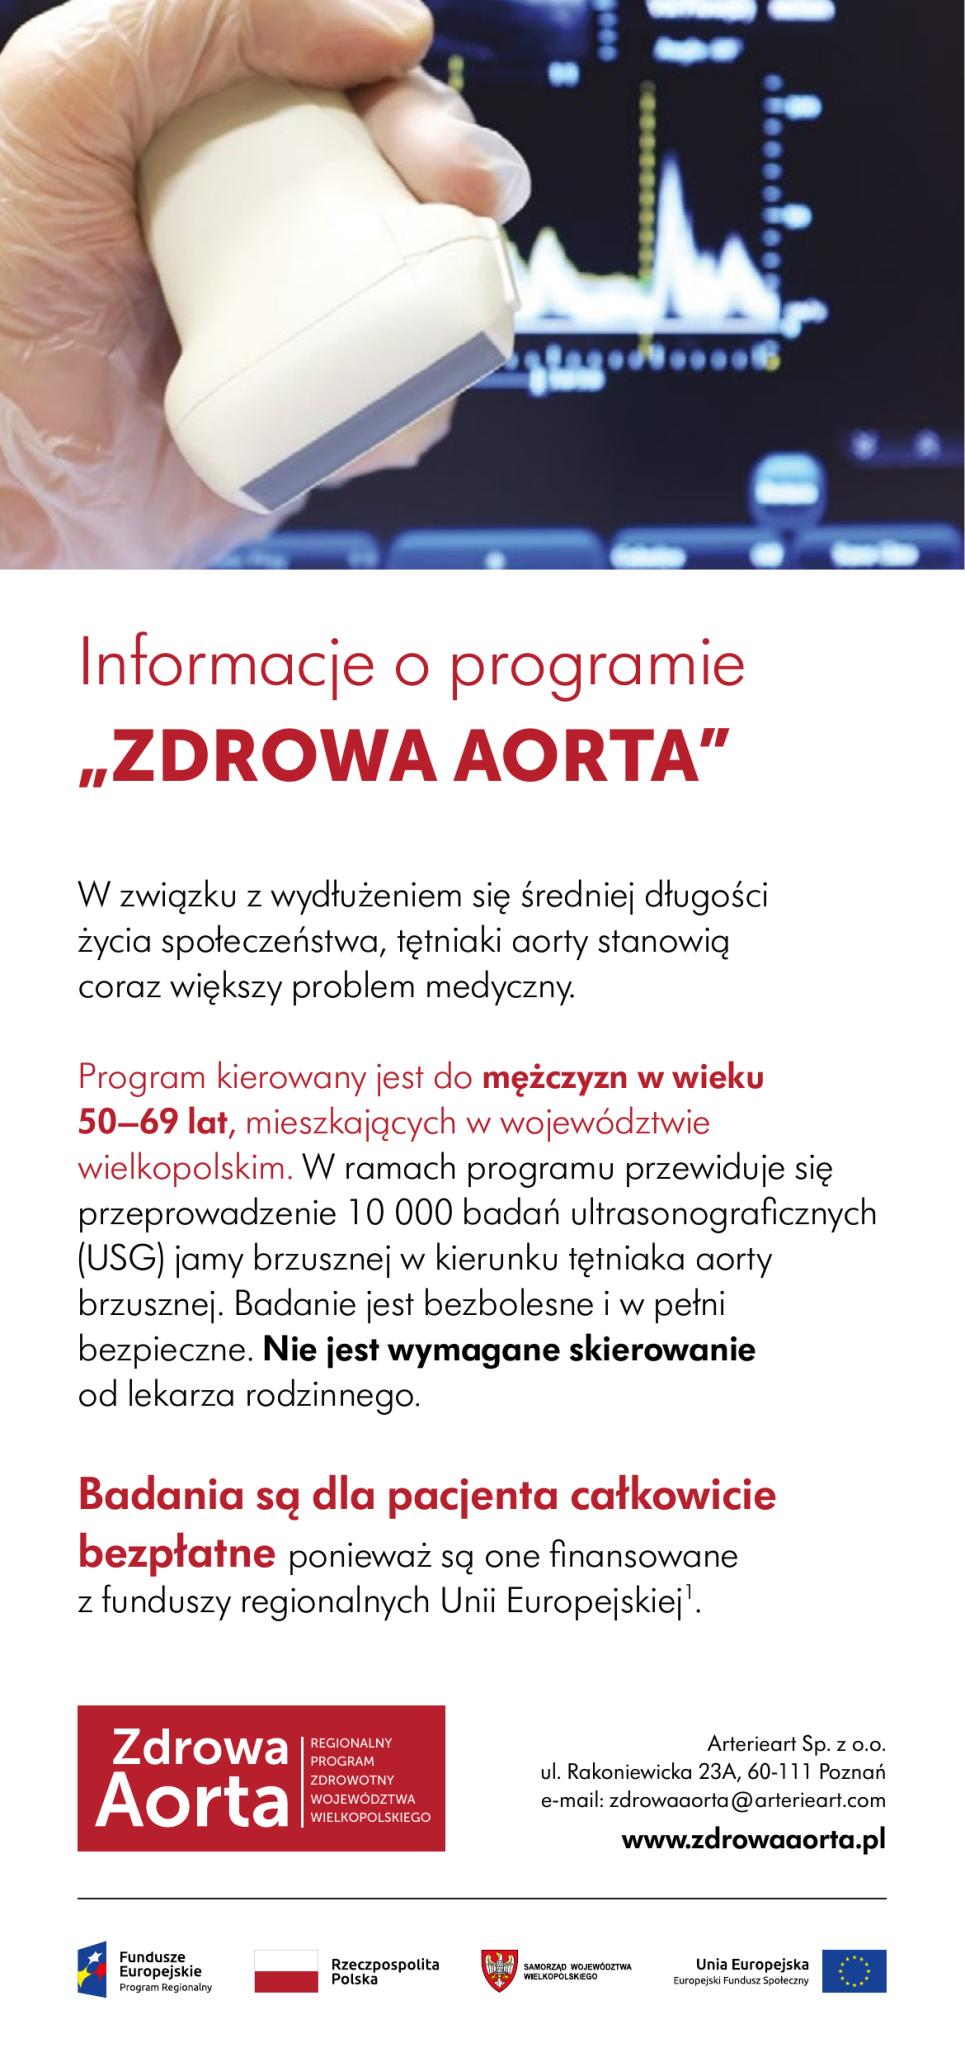 Informacje o programie
„ZDROWA AORTA”
W związku z wydłużeniem się średniej długości
życia społeczeństwa, tętniaki aorty stanowią
coraz większy problem medyczny.
Program kierowany jest do mężczyzn w wieku
50–69 lat, mieszkających w województwie
wielkopolskim. W ramach programu przewiduje się
przeprowadzenie 10 000 badań ultrasonograficznych
(USG) jamy brzusznej w kierunku tętniaka aorty
brzusznej. Badanie jest bezbolesne i w pełni
bezpieczne. Nie jest wymagane skierowanie
od lekarza rodzinnego.
Badania są dla pacjenta całkowicie
bezpłatne ponieważ są one finansowane
z funduszy regionalnych Unii Europejskiej¹.
Zdrowa
Aorta
REGIONALNY
PROGRAM
ZDROWOTNY
WOJEWÓDZTWA
WIELKOPOLSKIEGO
Arterieart Sp. z o.o.
ul. Rakoniewicka 23A, 60-111 Poznań
e-mail: zdrowaaorta@arterieart.com
www.zdrowaaorta.pl
Fundusze
Europejskie
Program Regionalny
Rzeczpospolita
Polska
SAMORZĄD WOJEWÓDZTWA
WIELKOPOLSKIEGO
Unia Europejska
Europejski Fundusz Społeczny